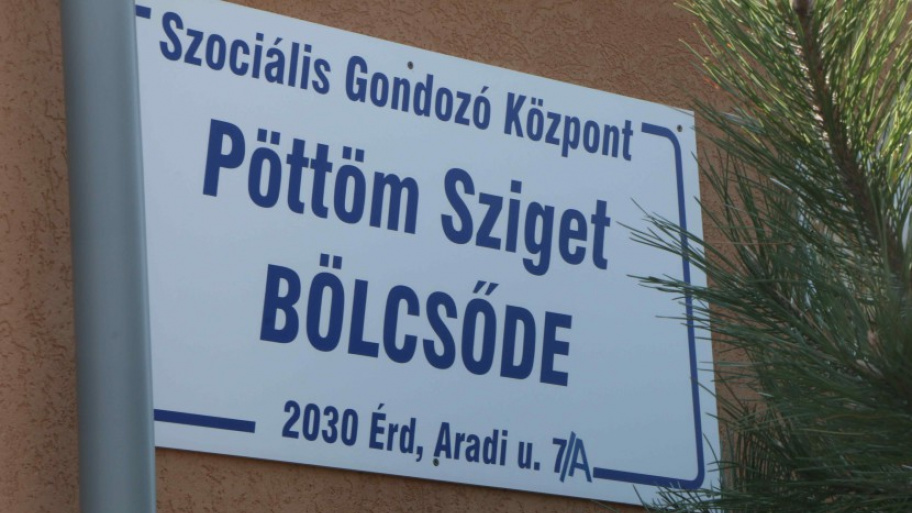 Szociális Gondozó Központ
Pöttöm Sziget
BÖLCSŐDE
2030 Érd, Aradi u. 7/A